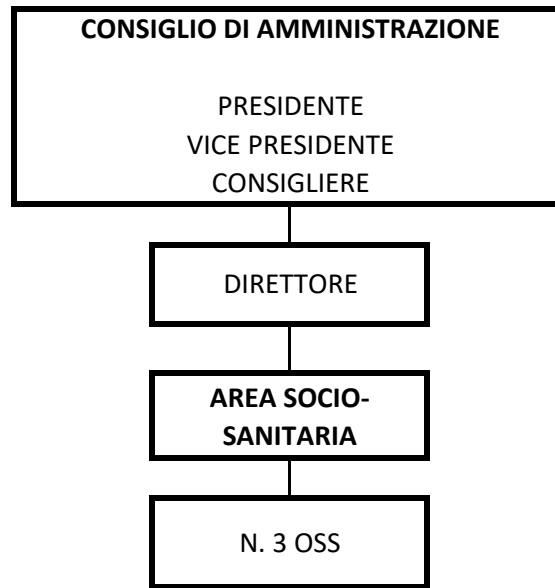 CONSIGLIO DI AMMINISTRAZIONE
PRESIDENTE
VICE PRESIDENTE
CONSIGLIERE
DIRETTORE
AREA SOCIO-
SANITARIA
N. 3 OSS